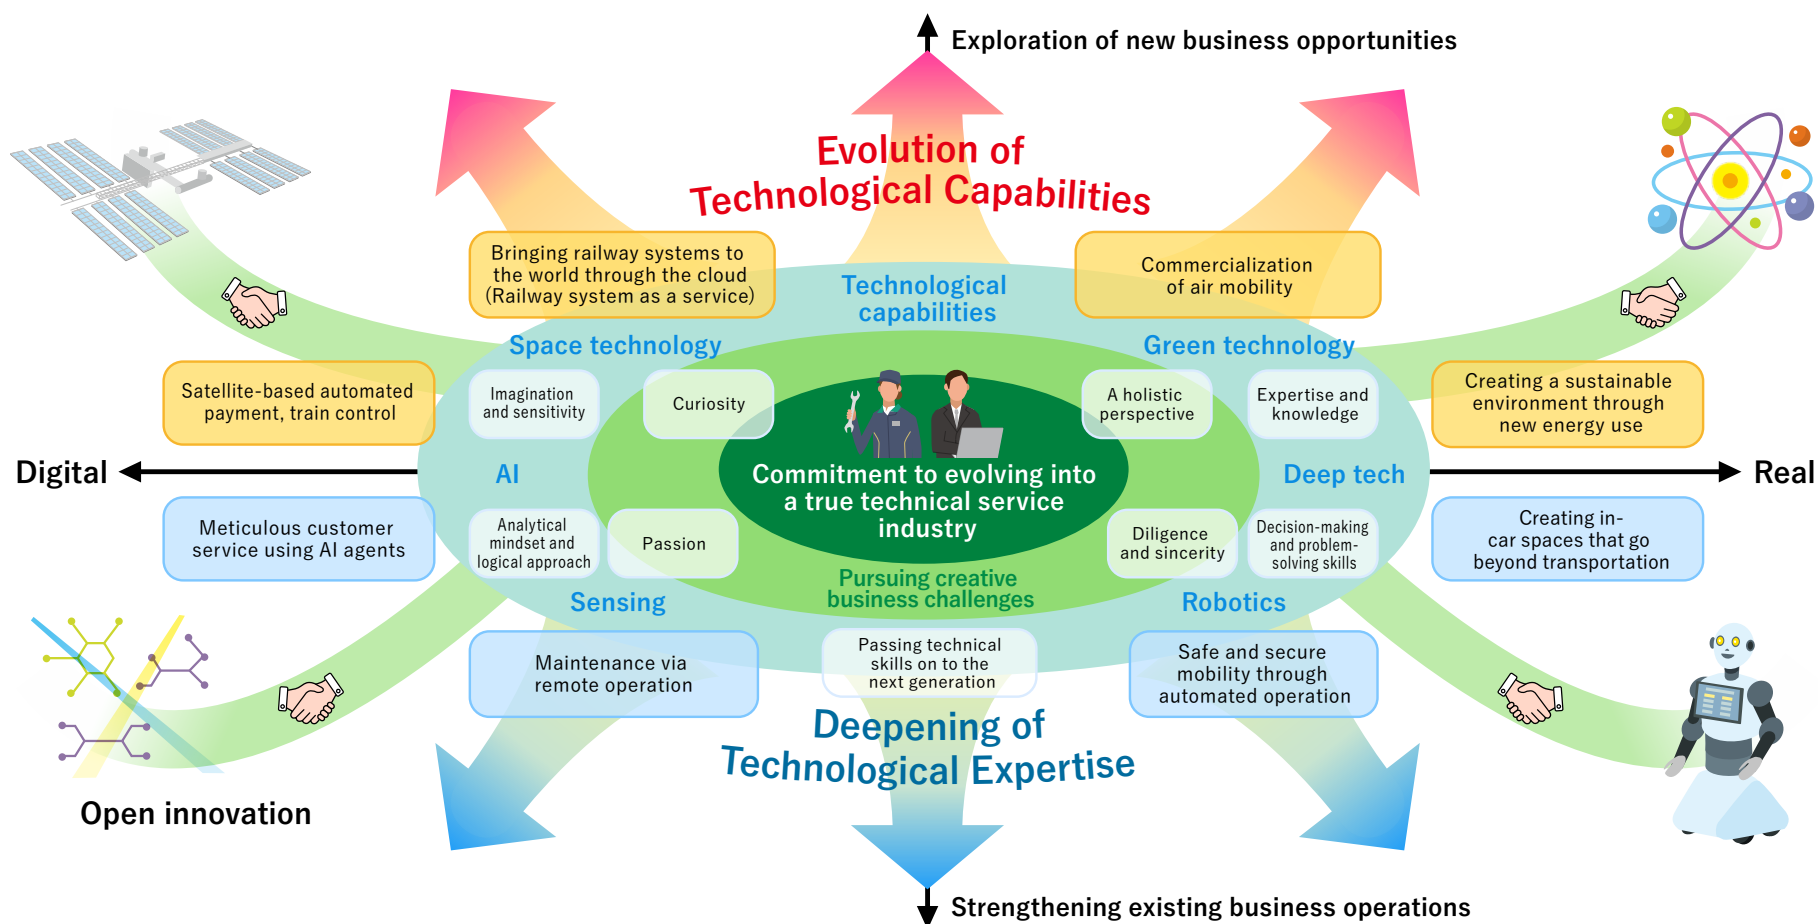 Exploration of new business opportunities
Evolution of
Technological Capabilities
Bringing railway systems to
the world through the cloud
(Railway system as a service)
Commercialization
of air mobility
Technological
capabilities
Space technology
Green technology
Satellite-based automated
payment, train control
Imagination
and sensitivity
Curiosity
A holistic
perspective
Expertise and
knowledge
Creating a sustainable
environment through
new energy use
Digital
AI
Commitment to evolving into
a true technical service
industry
Deep tech
Real
Meticulous customer
service using AI agents
Analytical
mindset and
logical approach
Passion
Diligence
and sincerity
Decision-making
and problem-
solving skills
Creating in-
car spaces that go
beyond transportation
Pursuing creative
business challenges
Sensing
Robotics
Maintenance via
remote operation
Passing technical
skills on to the
next generation
Safe and secure
mobility through
automated operation
Deepening of
Technological Expertise
Open innovation
Strengthening existing business operations